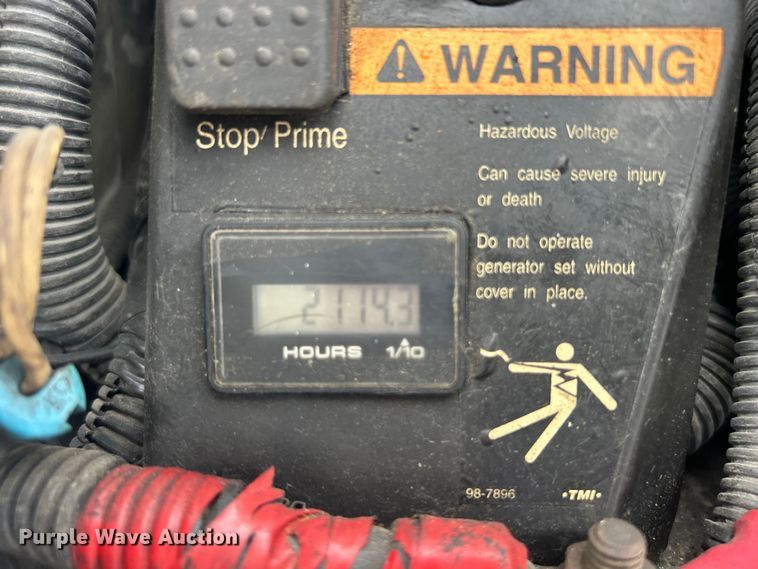 WARNING
Stop/ Prime
Hazardous Voltage
Can cause severe injury
or death
Do not operate
generator set without
cover in place.
2114.3
HOURS 1/10
98-7896 •TMI•
Purple Wave Auction